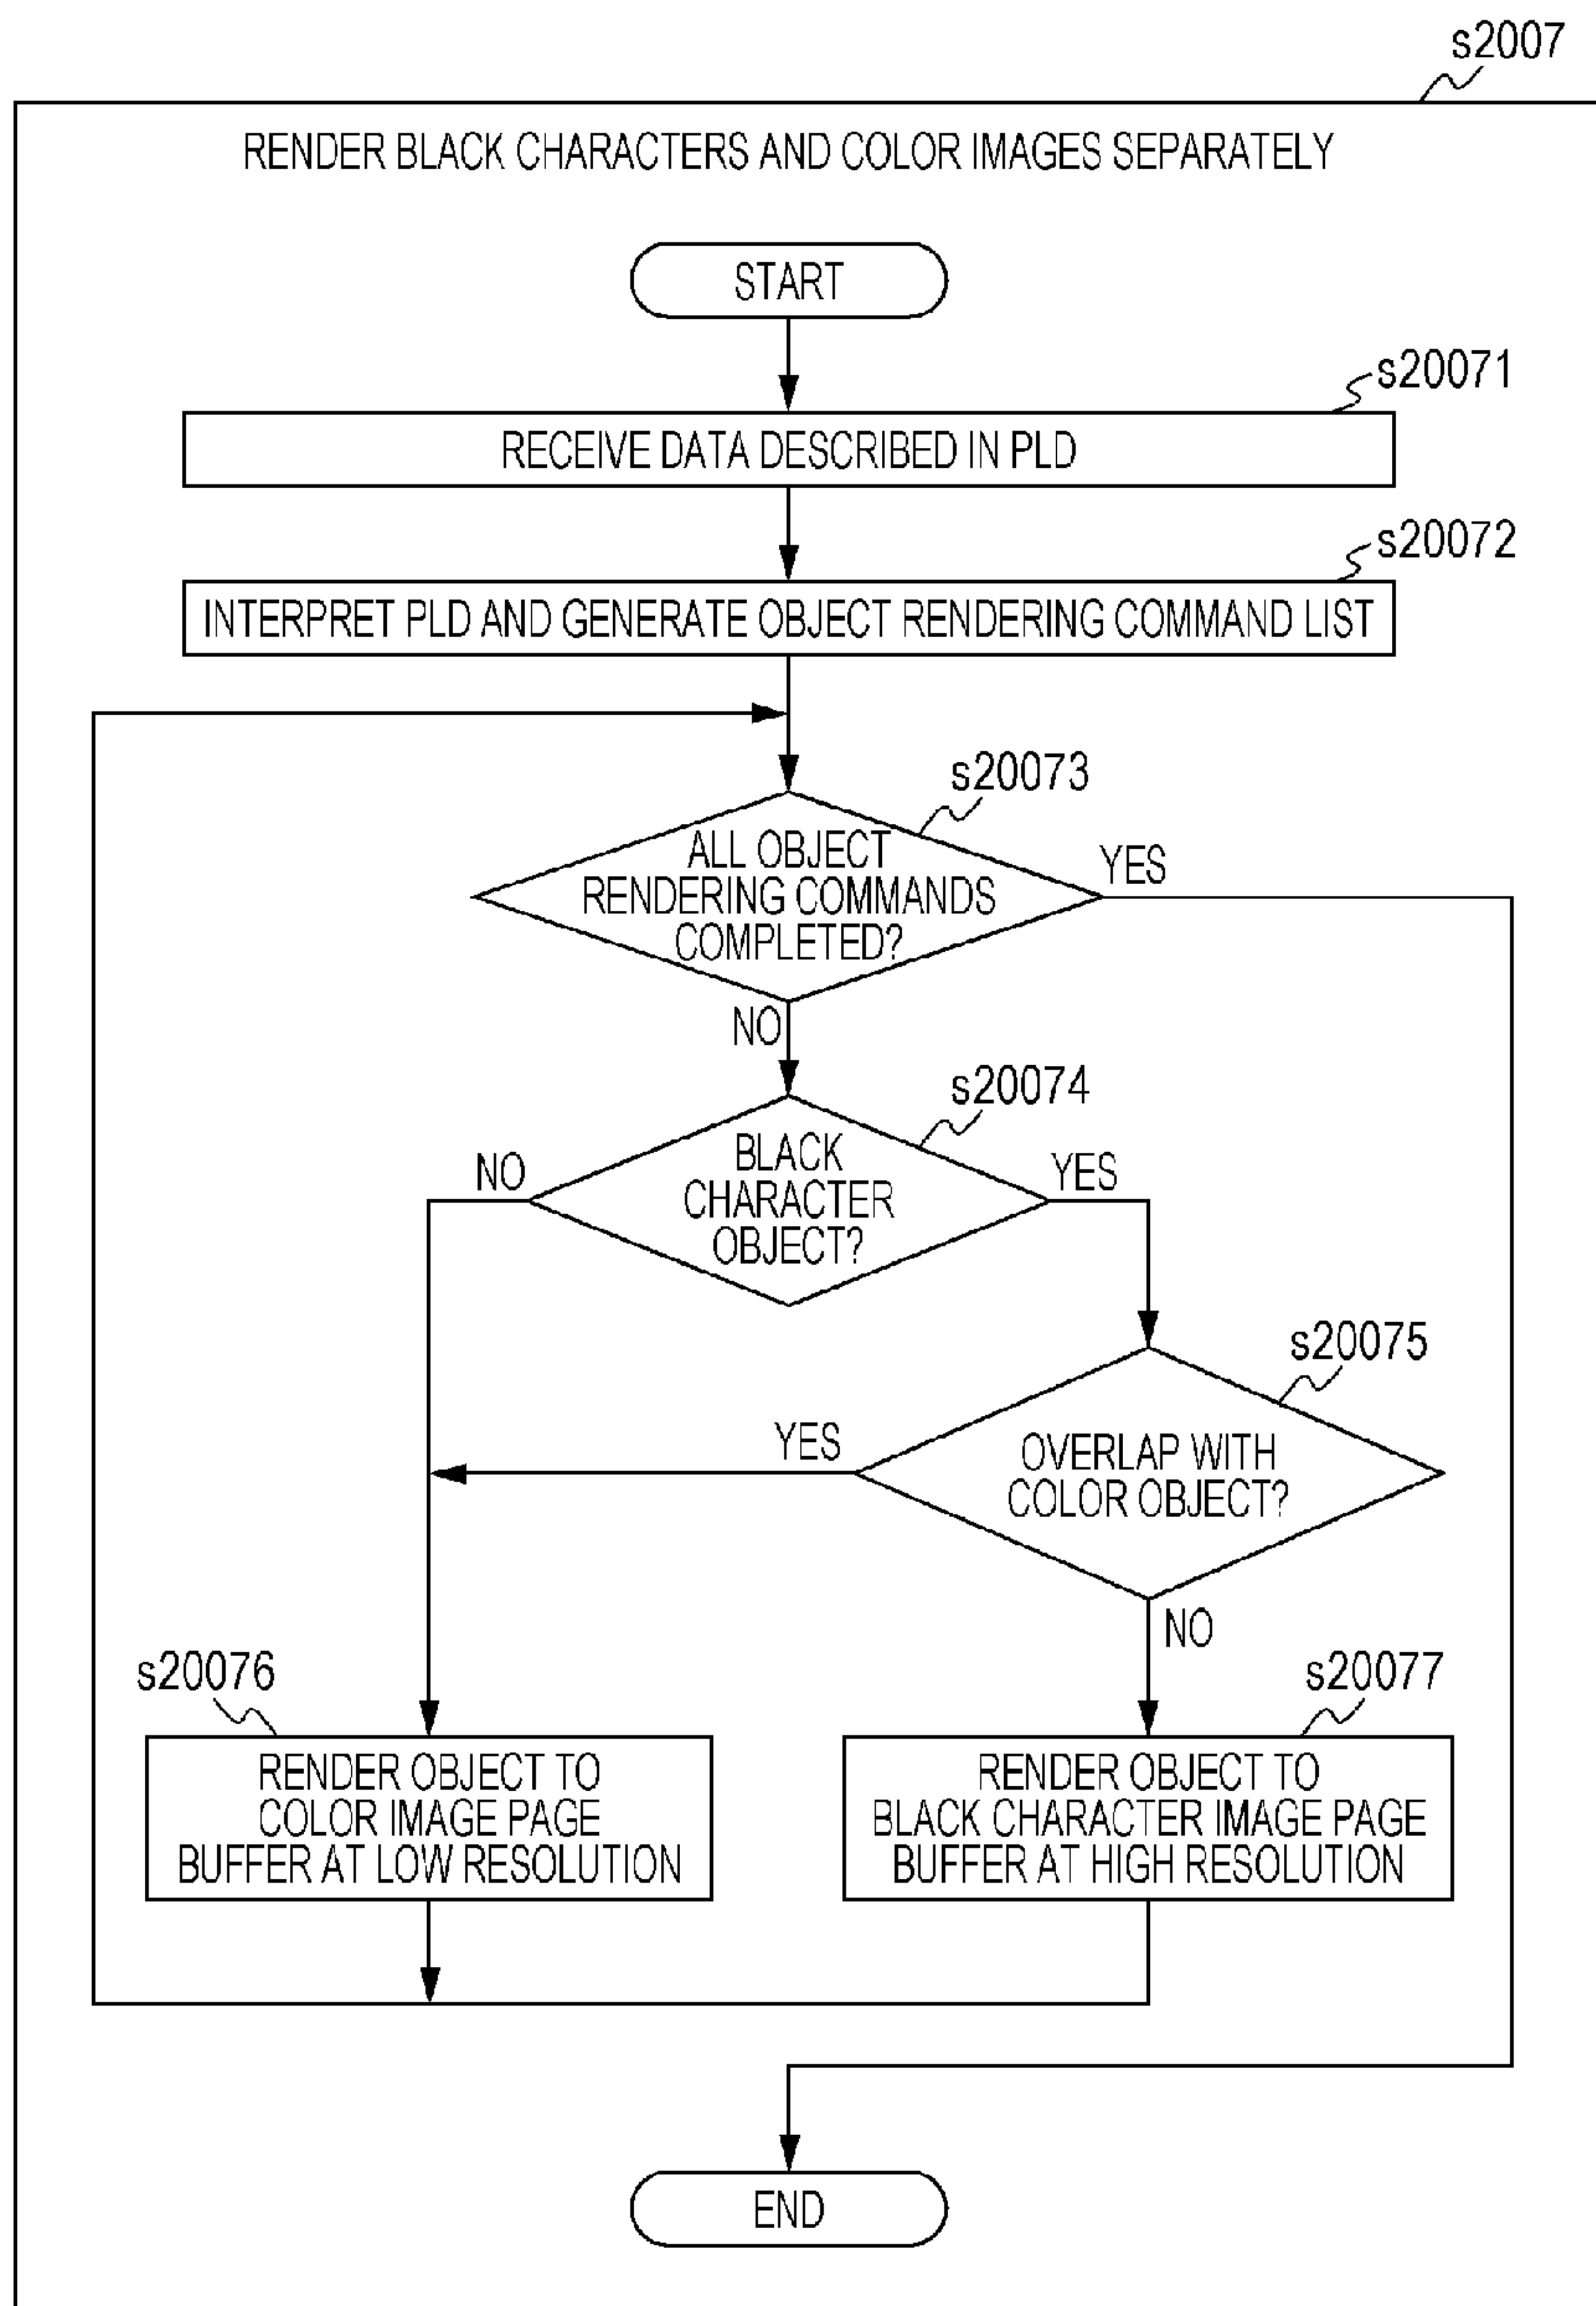 s2007
RENDER BLACK CHARACTERS AND COLOR IMAGES SEPARATELY
START
s20071
RECEIVE DATA DESCRIBED IN PLD
s20072
INTERPRET PLD AND GENERATE OBJECT RENDERING COMMAND LIST
s20073
ALL OBJECT
RENDERING COMMANDS
COMPLETED?
YES
NO
s20074
BLACK
CHARACTER
OBJECT?
NO
YES
s20075
OVERLAP WITH
COLOR OBJECT?
YES
NO
s20076
RENDER OBJECT TO
COLOR IMAGE PAGE
BUFFER AT LOW RESOLUTION
s20077
RENDER OBJECT TO
BLACK CHARACTER IMAGE PAGE
BUFFER AT HIGH RESOLUTION
END